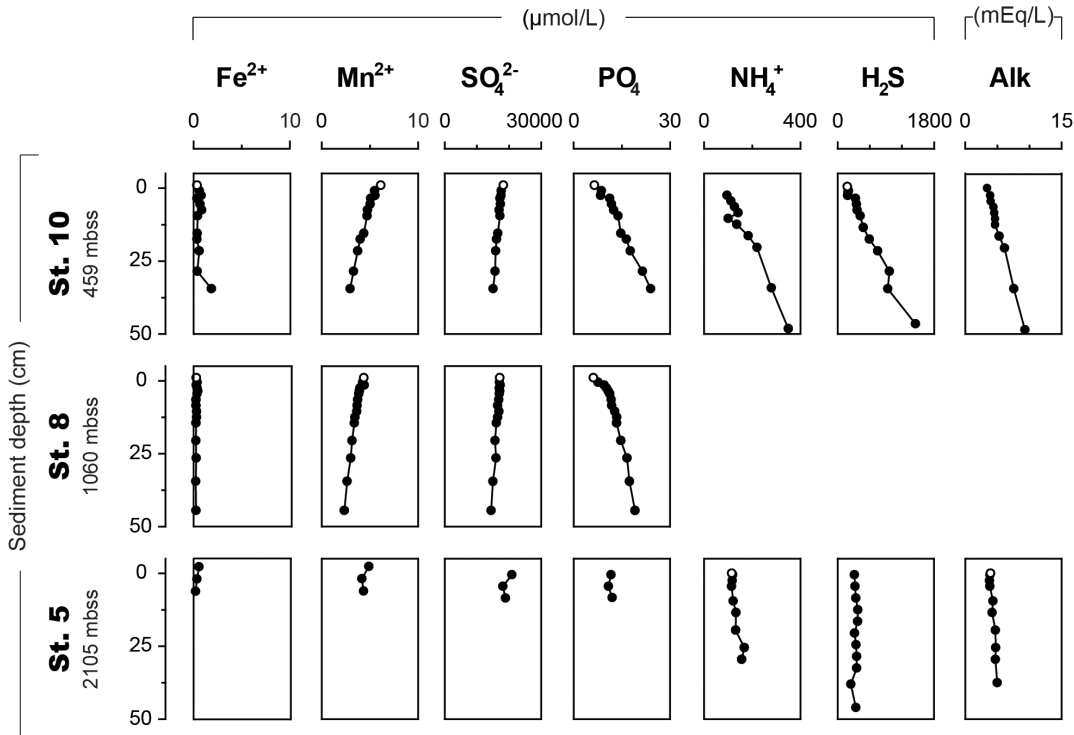 (µmol/L) (mEq/L)
Fe²⁺ Mn²⁺ SO₄²⁻ PO₄ NH₄⁺ H₂S Alk
0 10 0 10 0 30000 0 30 0 400 0 1800 0 15
Sediment depth (cm)
St. 10
459 mbss
0
25
50
St. 8
1060 mbss
0
25
50
St. 5
2105 mbss
0
25
50